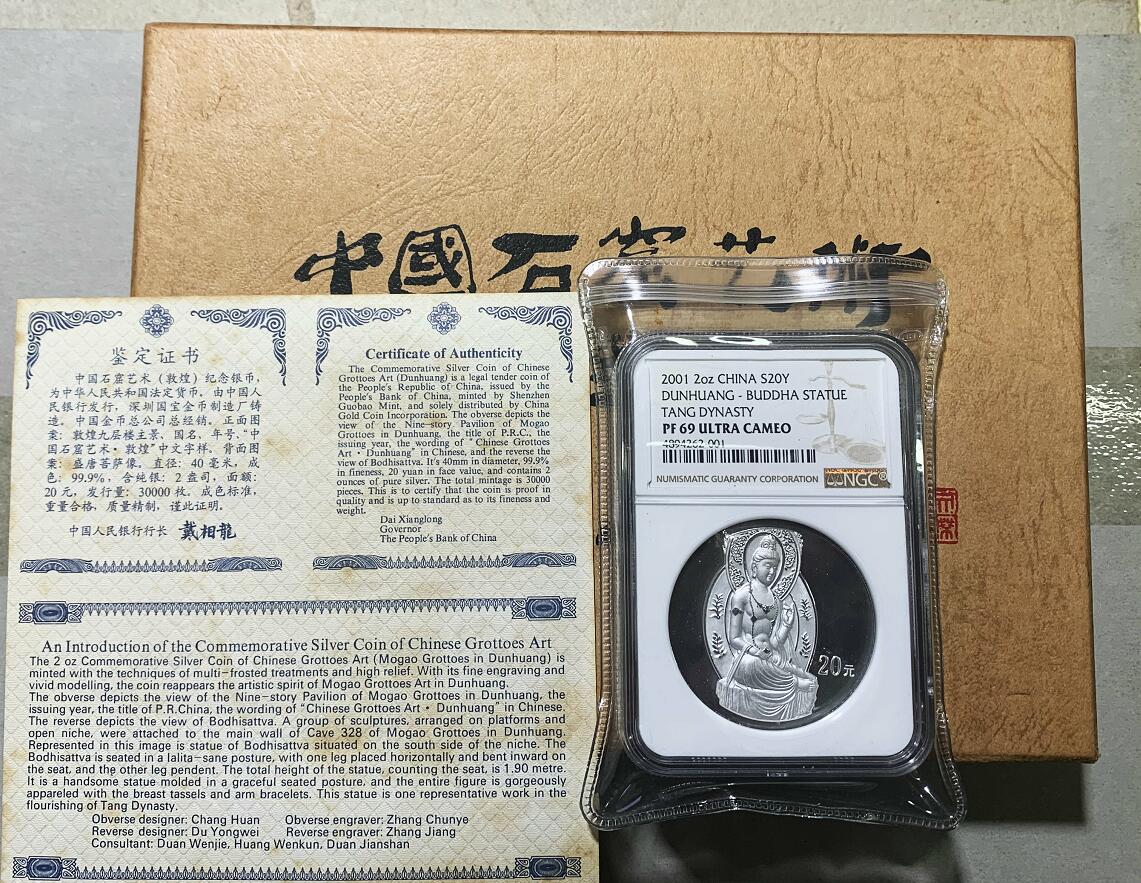 中國石窟艺術
鉴定证书
中国石窟艺术(敦煌)纪念银币,
为中华人民共和国法定货币。由中国人
民银行发行,深圳国宝金币制造厂铸
造。中国金币总公司总经销。正面图
案:敦煌九层楼主景、国名,年号,“中
国石窟艺术·敦煌”中文字样。背面图
案:盛唐菩萨像。直径:40毫米,成
色:99.9%,含纯银:2盎司,面额:
20元,发行量:30000枚。成色标准,
重量合格,质量精制,谨此证明。
中国人民银行行长 戴相龍
Certificate of Authenticity
The Commemorative Silver Coin of Chinese
Grottoes Art (Dunhuang) is a legal tender coin of
the People's Republic of China, issued by the
People's Bank of China, minted by Shenzhen
Guobao Mint, and solely distributed by China
Gold Coin Incorporation. The obverse depicts the
view of the Nine-story Pavilion of Mogao
Grottoes in Dunhuang, the title of P.R.C., the
issuing year, the wording of "Chinese Grottoes
Art · Dunhuang" in Chinese, and the reverse the
view of Bodhisattva. It's 40mm in diameter, 99.9%
in fineness, 20 yuan in face value, and contains 2
ounces of pure silver. The total mintage is 30000
pieces. This is to certify that the coin is proof in
quality and is up to standard as to its fineness and
weight.
Dai Xianglong
Governor
The People's Bank of China
An Introduction of the Commemorative Silver Coin of Chinese Grottoes Art
The 2 oz Commemorative Silver Coin of Chinese Grottoes Art (Mogao Grottoes in Dunhuang) is
minted with the techniques of multi-frosted treatments and high relief. With its fine engraving and
vivid modelling, the coin reappears the artistic spirit of Mogao Grottoes Art in Dunhuang.
The obverse depicts the view of the Nine-story Pavilion of Mogao Grottoes in Dunhuang, the
issuing year, the title of P.R.China, the wording of "Chinese Grottoes Art · Dunhuang" in Chinese.
The reverse depicts the view of Bodhisattva. A group of sculptures, arranged on platforms and
open niche, were attached to the main wall of Cave 328 of Mogao Grottoes in Dunhuang.
Represented in this image is statue of Bodhisattva situated on the south side of the niche. The
Bodhisattva is seated in a lalita-sane posture, with one leg placed horizontally and bent inward on
the seat, and the other leg pendent. The total height of the statue, counting the seat, is 1.90 metre.
It is a handsome statue molded in a graceful seated posture, and the entire figure is gorgeously
appareled with the breast tassels and arm bracelets. This statue is one representative work in the
flourishing of Tang Dynasty.
Obverse designer: Chang Huan Obverse engraver: Zhang Chunye
Reverse designer: Du Yongwei Reverse engraver: Zhang Jiang
Consultant: Duan Wenjie, Huang Wenkun, Duan Jianshan
2001 2oz CHINA S20Y
DUNHUANG - BUDDHA STATUE
TANG DYNASTY
PF 69 ULTRA CAMEO
4894262-001
NUMISMATIC GUARANTY CORPORATION NGC®
20元